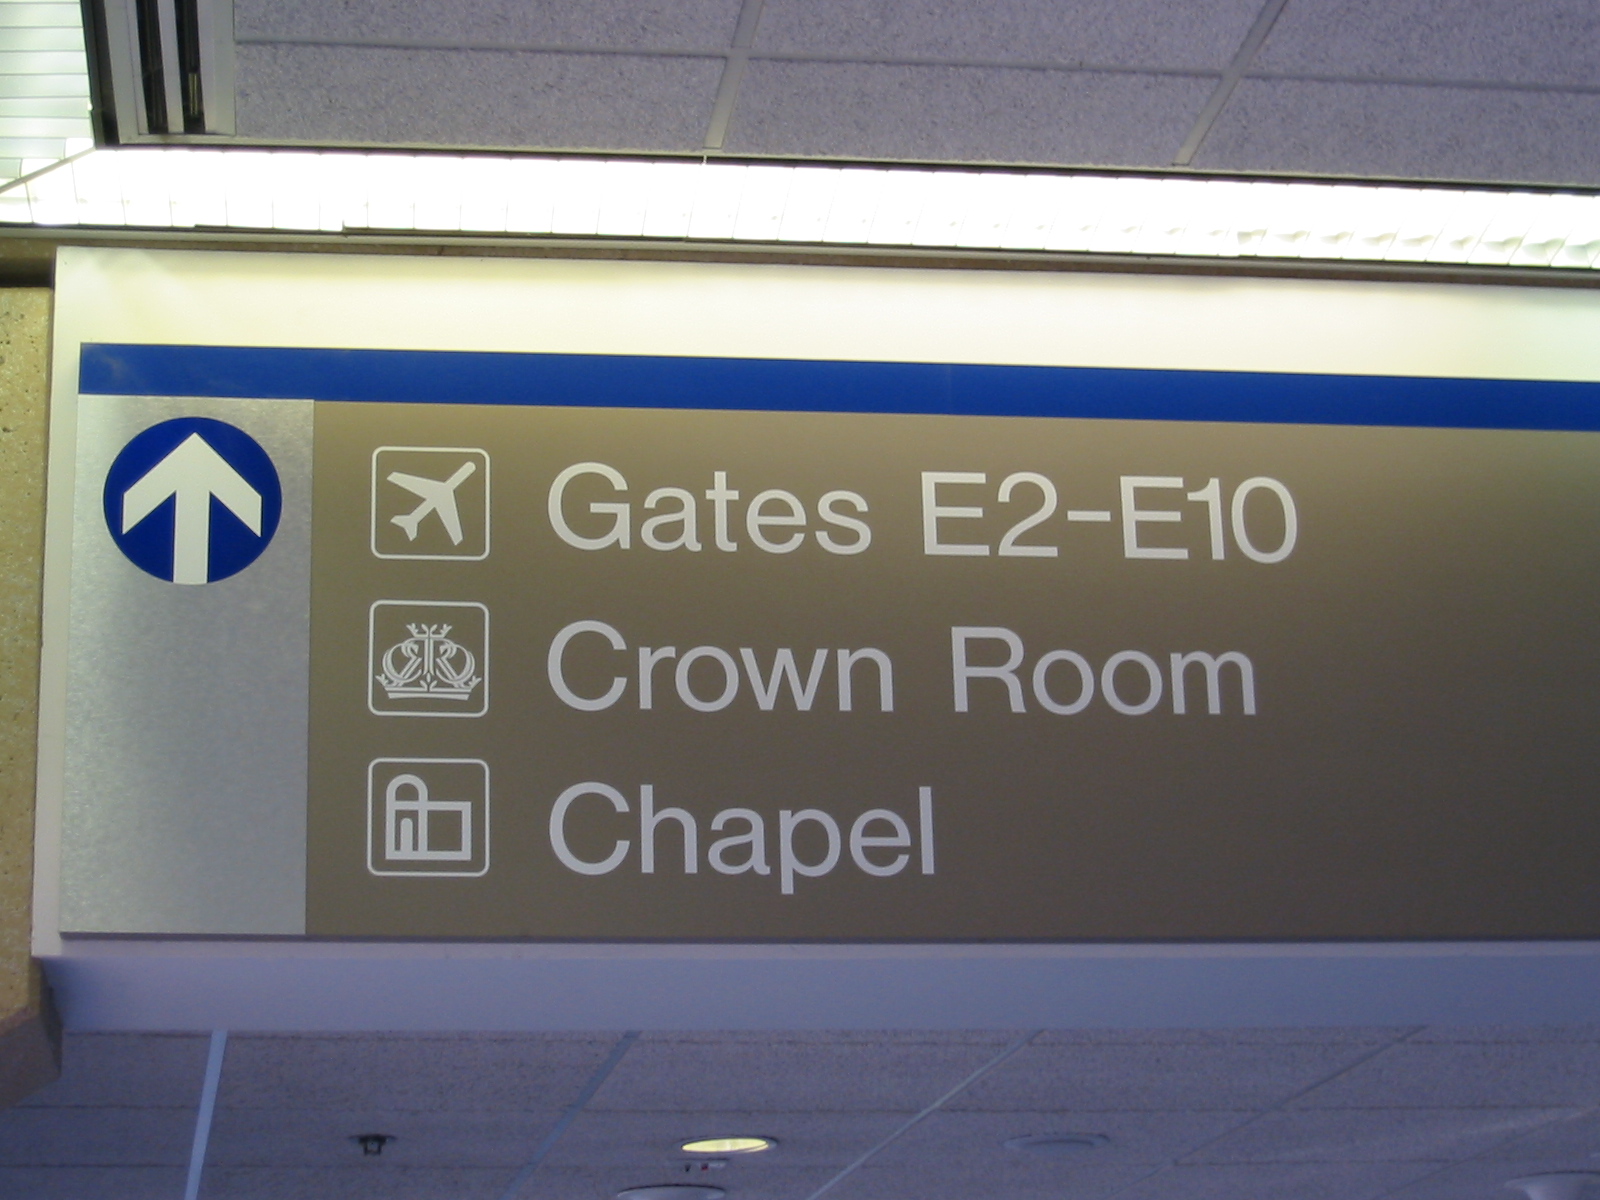 Gates E2-E10
Crown Room
Chapel